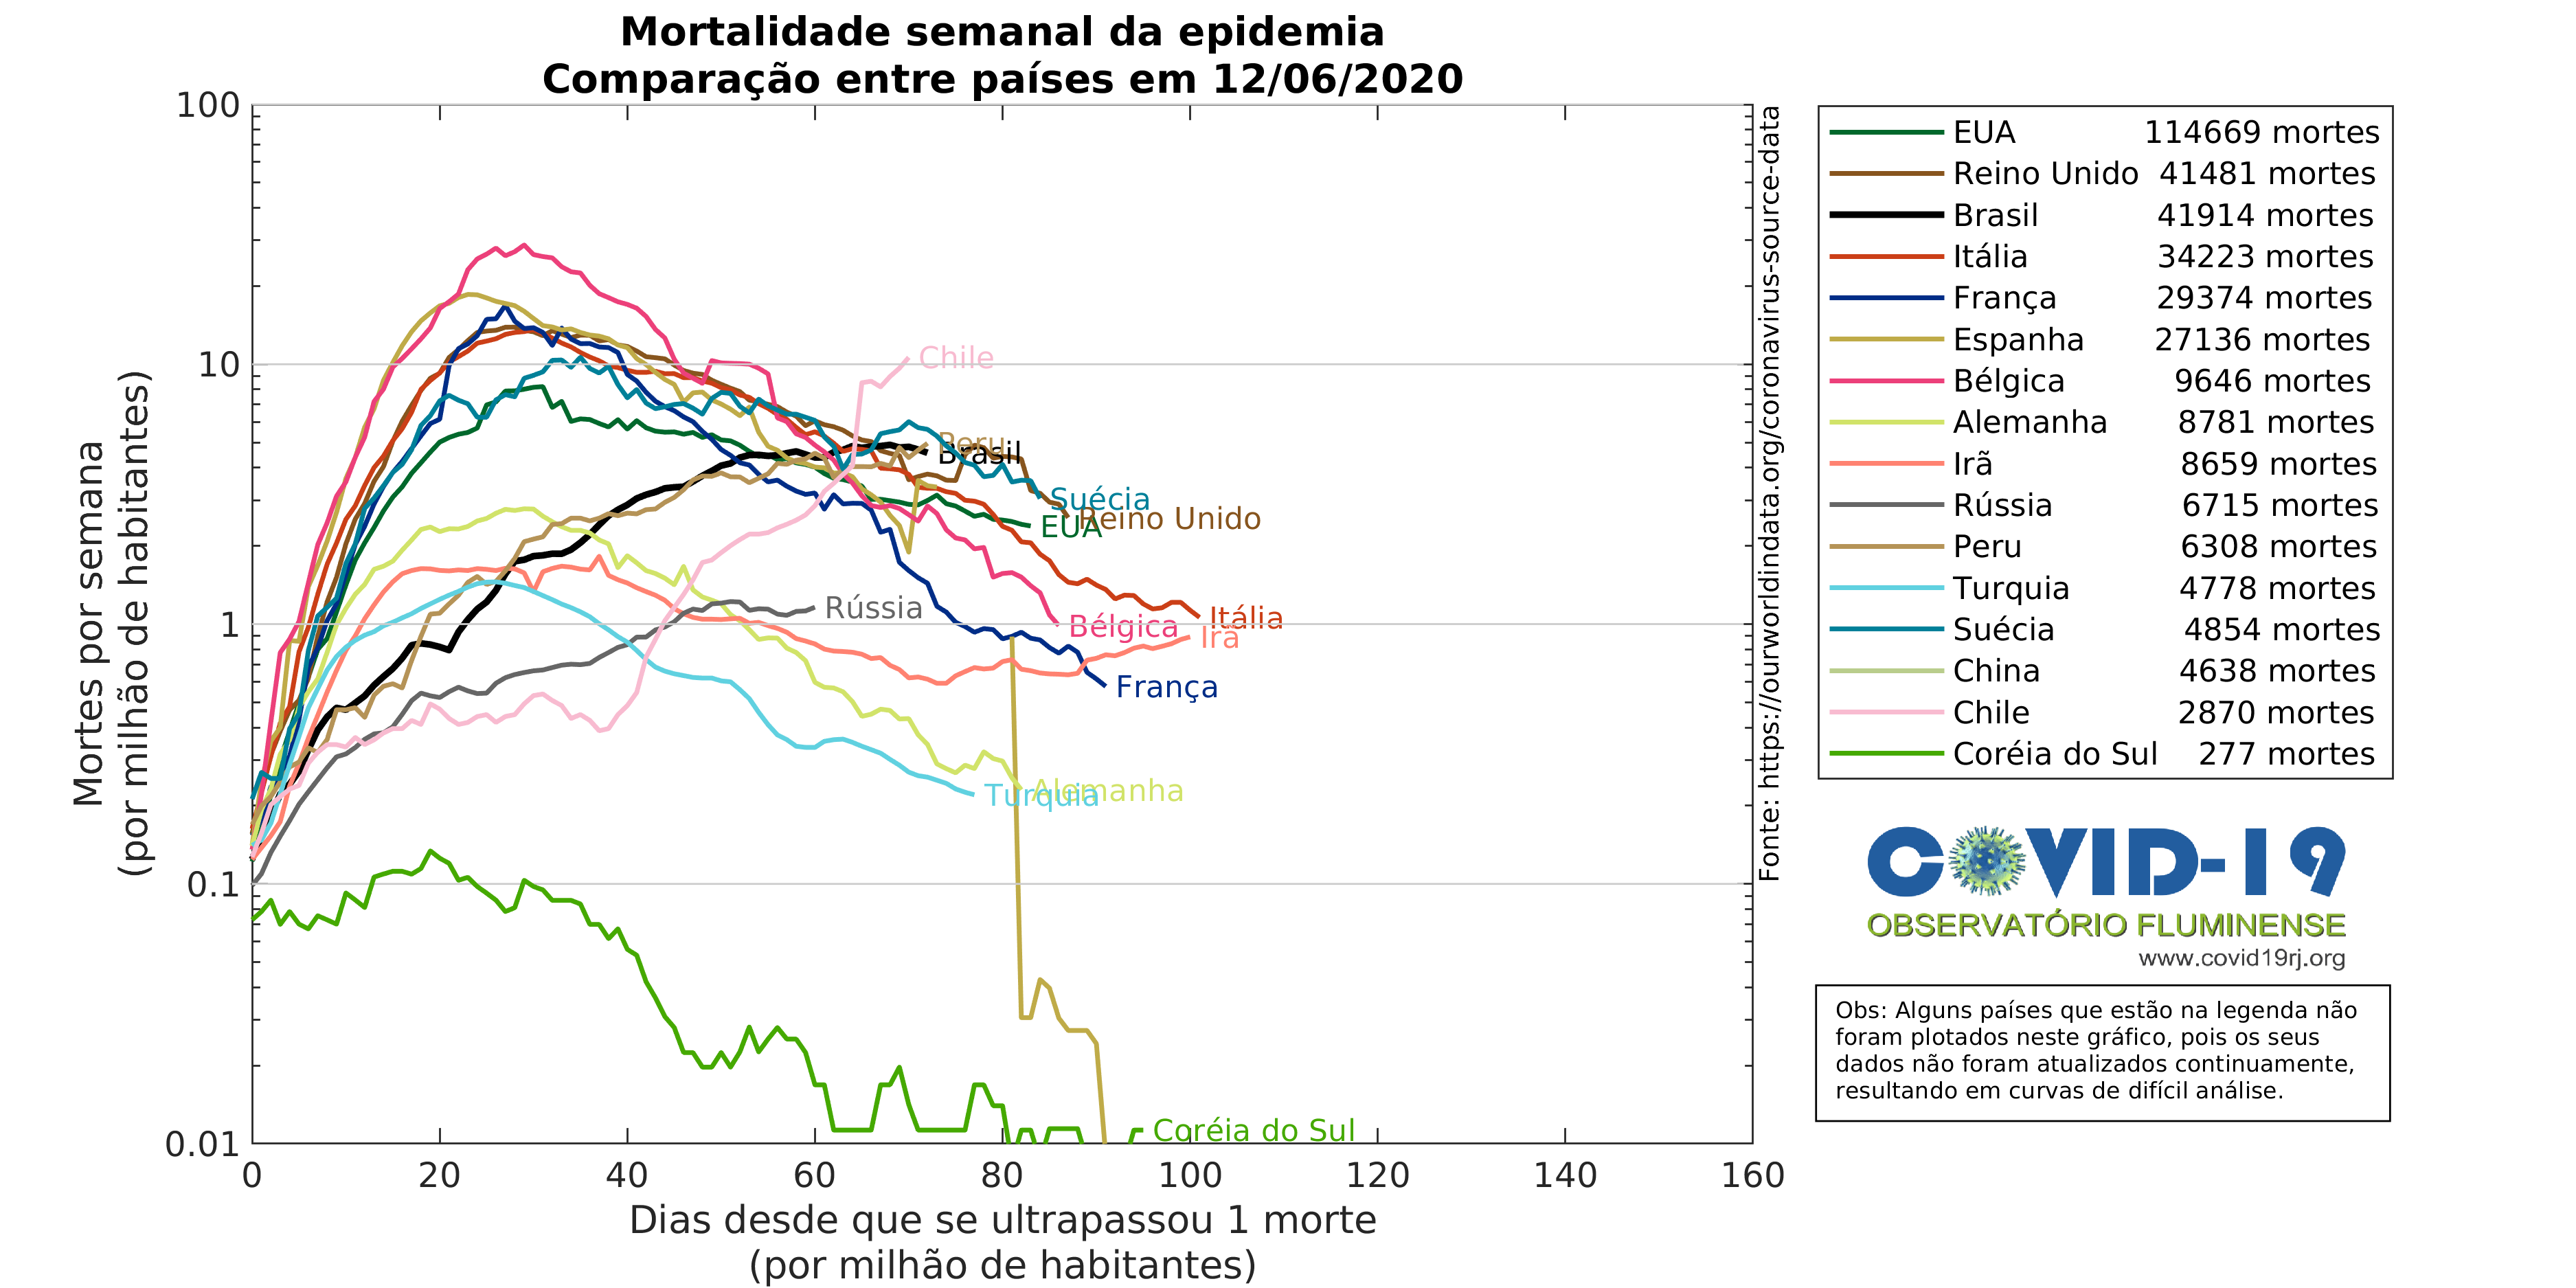 Mortalidade semanal da epidemia
Comparação entre países em 12/06/2020
Mortes por semana
(por milhão de habitantes)
100
10
1
0.1
0.01
0
20
40
60
80
100
120
140
160
Dias desde que se ultrapassou 1 morte
(por milhão de habitantes)
Chile
Peru
Brasil
Suécia
Reino Unido
EUA
Rússia
Bélgica
Itália
Irã
França
Turquia
Alemanha
Coréia do Sul
Fonte: https://ourworldindata.org/coronavirus-source-data
EUA 114669 mortes
Reino Unido 41481 mortes
Brasil 41914 mortes
Itália 34223 mortes
França 29374 mortes
Espanha 27136 mortes
Bélgica 9646 mortes
Alemanha 8781 mortes
Irã 8659 mortes
Rússia 6715 mortes
Peru 6308 mortes
Turquia 4778 mortes
Suécia 4854 mortes
China 4638 mortes
Chile 2870 mortes
Coréia do Sul 277 mortes
COVID-19
OBSERVATÓRIO FLUMINENSE
www.covid19rj.org
Obs: Alguns países que estão na legenda não
foram plotados neste gráfico, pois os seus
dados não foram atualizados continuamente,
resultando em curvas de difícil análise.